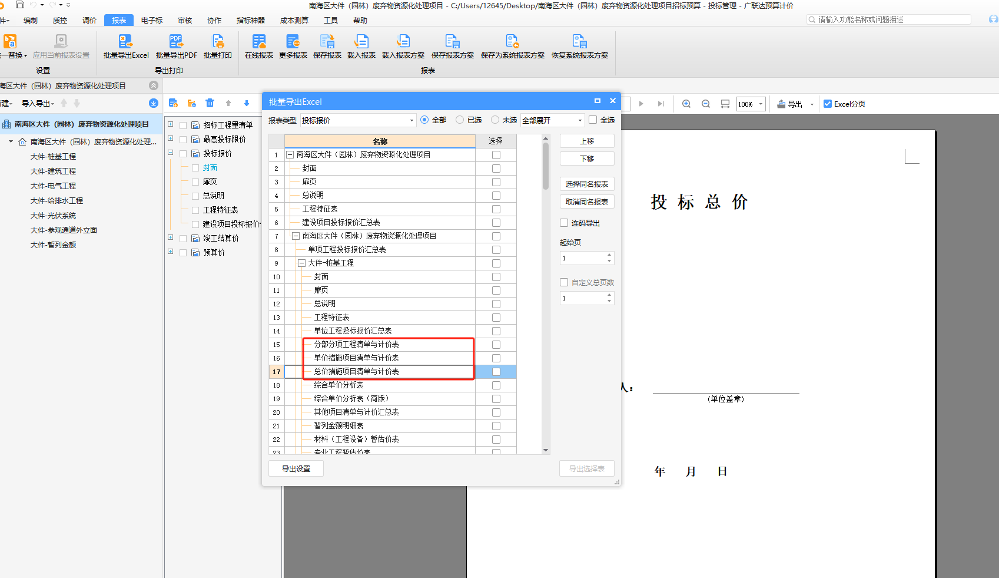 南海区大件（园林）废弃物资源化处理项目 - C:/Users/12645/Desktop/南海区大件（园林）废弃物资源化处理项目招标预算 - 投标管理 - 广联达预算计价
件 编制 质控 调价 报表 电子标 审核 协作 指标神器 成本测算 工具 帮助 请输入功能名称或问题描述
一替换 应用当前报表设置 批量导出Excel 批量导出PDF 批量打印 在线报表 更多报表 保存报表 载入报表 载入报表方案 保存报表方案 保存为系统报表方案 恢复系统报表方案
设置 导出打印 报表
海区大件（园林）废弃物资源化处理项目
建 导入导出
南海区大件（园林）废弃物资源化处理项目
南海区大件（园林）废弃物资源化处理...
大件-桩基工程
大件-建筑工程
大件-电气工程
大件-给排水工程
大件-光伏系统
大件-参观通道外立面
大件-暂列金额
招标工程量清单
最高投标限价
投标报价
封面
扉页
总说明
工程特征表
建设项目投标报价
竣工结算价
预算价
批量导出Excel
报表类型 投标报价 全部 已选 未选 全部展开 全选
名称 选择
1 南海区大件（园林）废弃物资源化处理项目
2 封面
3 扉页
4 总说明
5 工程特征表
6 建设项目投标报价汇总表
7 南海区大件（园林）废弃物资源化处理项目
8 单项工程投标报价汇总表
9 大件-桩基工程
10 封面
11 扉页
12 总说明
13 工程特征表
14 单位工程投标报价汇总表
15 分部分项工程清单与计价表
16 单价措施项目清单与计价表
17 总价措施项目清单与计价表
18 综合单价分析表
19 综合单价分析表（简版）
20 其他项目清单与计价汇总表
21 暂列金额明细表
22 材料（工程设备）暂估价表
23 专业工程暂估价表
上移
下移
选择同名报表
取消同名报表
连码导出
起始页
1
自定义总页数
1
导出设置 导出选择表
100% 导出 Excel分页
投 标 总 价
人：
（单位盖章）
年 月 日